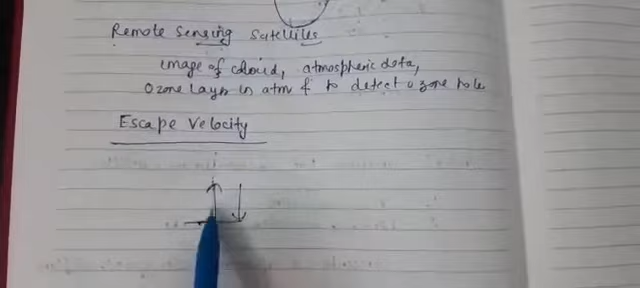 Remote Sensing Satellites
image of cloud, atmospheric data,
Ozone Layer in atm & to detect ozone hole
Escape Velocity